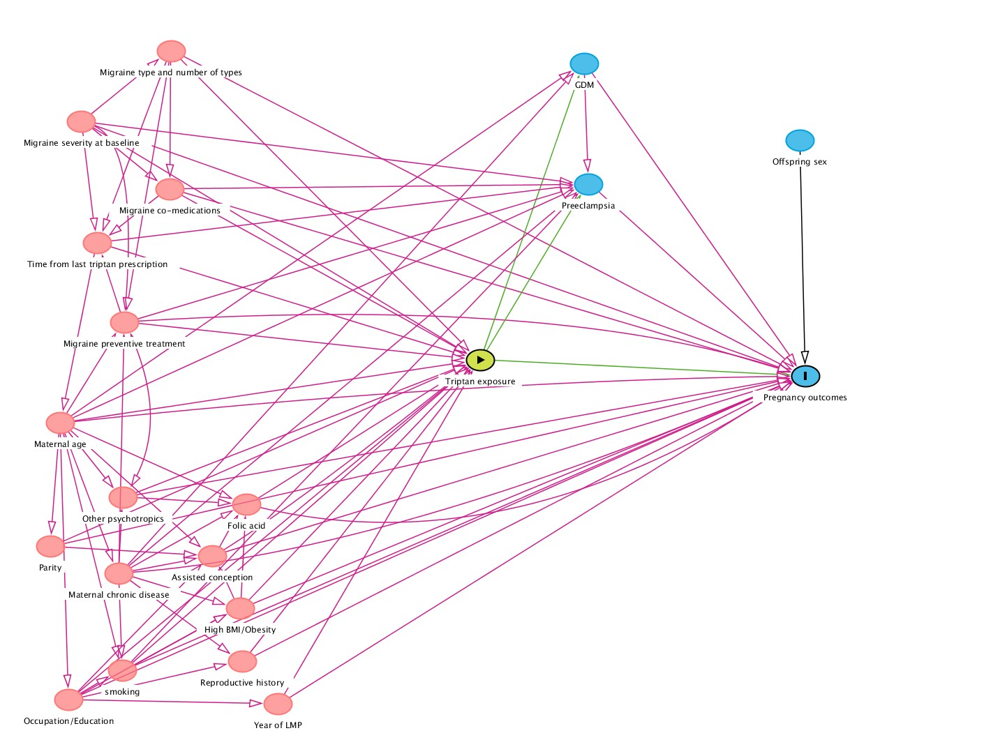 Migraine type and number of types
GDM
Migraine severity at baseline
Offspring sex
Preeclampsia
Migraine co-medications
Time from last triptan prescription
Migraine preventive treatment
Triptan exposure
Pregnancy outcomes
Maternal age
Other psychotropics
Folic acid
Parity
Assisted conception
Maternal chronic disease
High BMI/Obesity
Reproductive history
smoking
Occupation/Education
Year of LMP